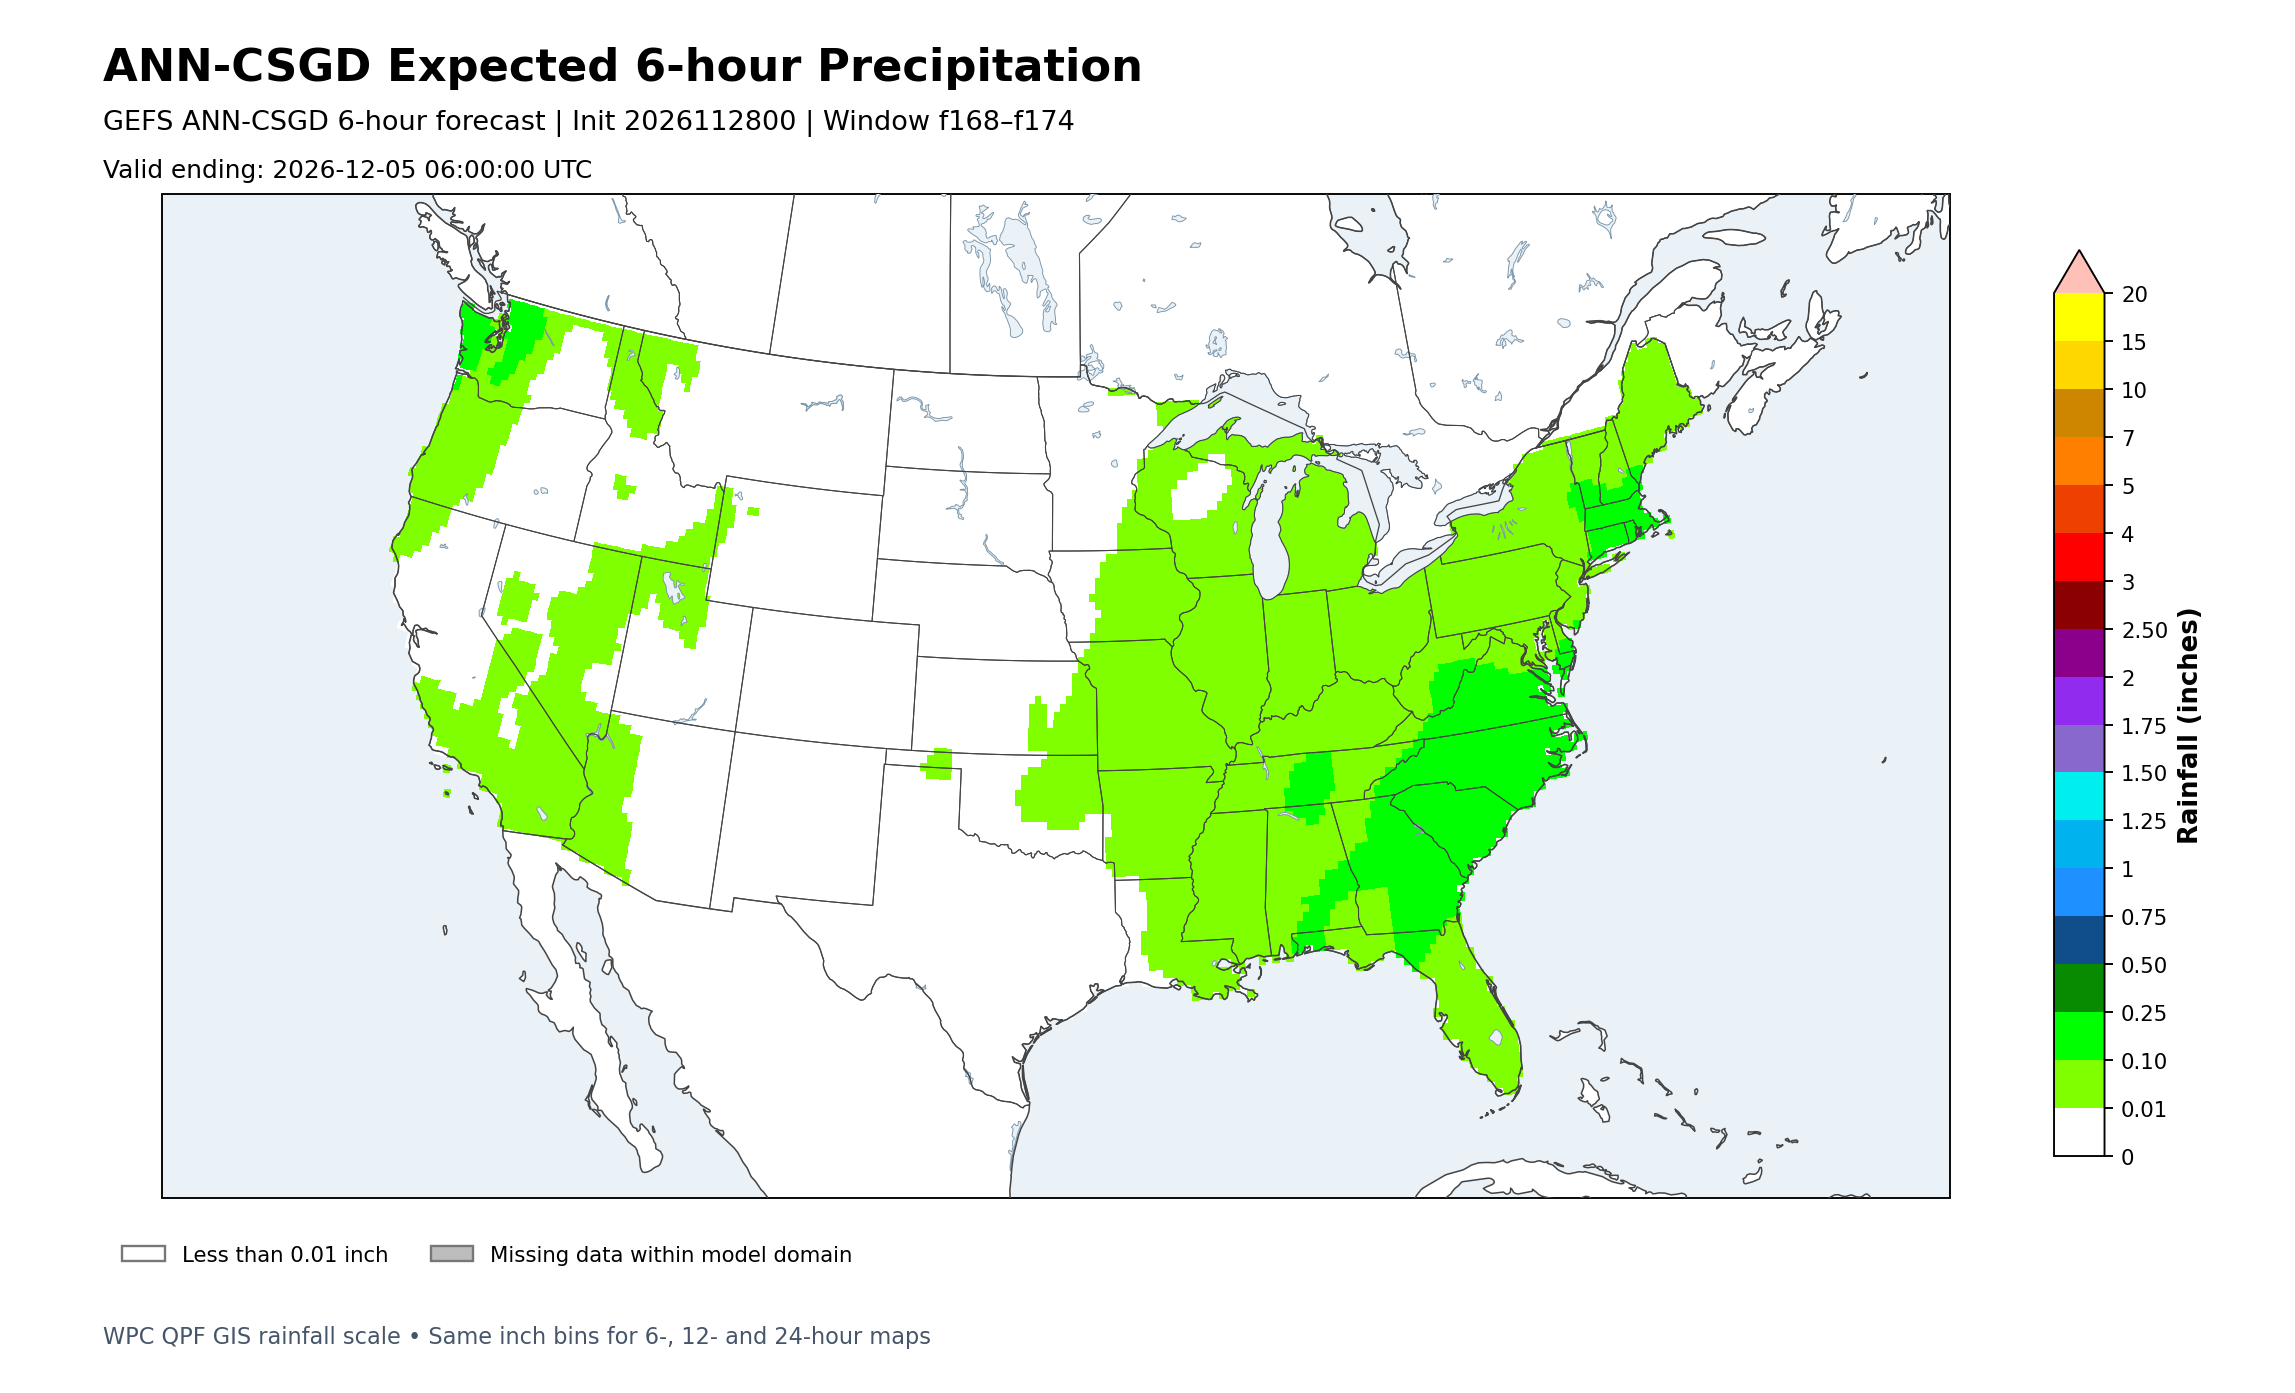 ANN-CSGD Expected 6-hour Precipitation
GEFS ANN-CSGD 6-hour forecast | Init 2026112800 | Window f168–f174
Valid ending: 2026-12-05 06:00:00 UTC
20
15
10
7
5
4
3
2.50
2
1.75
1.50
1.25
1
0.75
0.50
0.25
0.10
0.01
0
Rainfall (inches)
Less than 0.01 inch
Missing data within model domain
WPC QPF GIS rainfall scale • Same inch bins for 6-, 12- and 24-hour maps